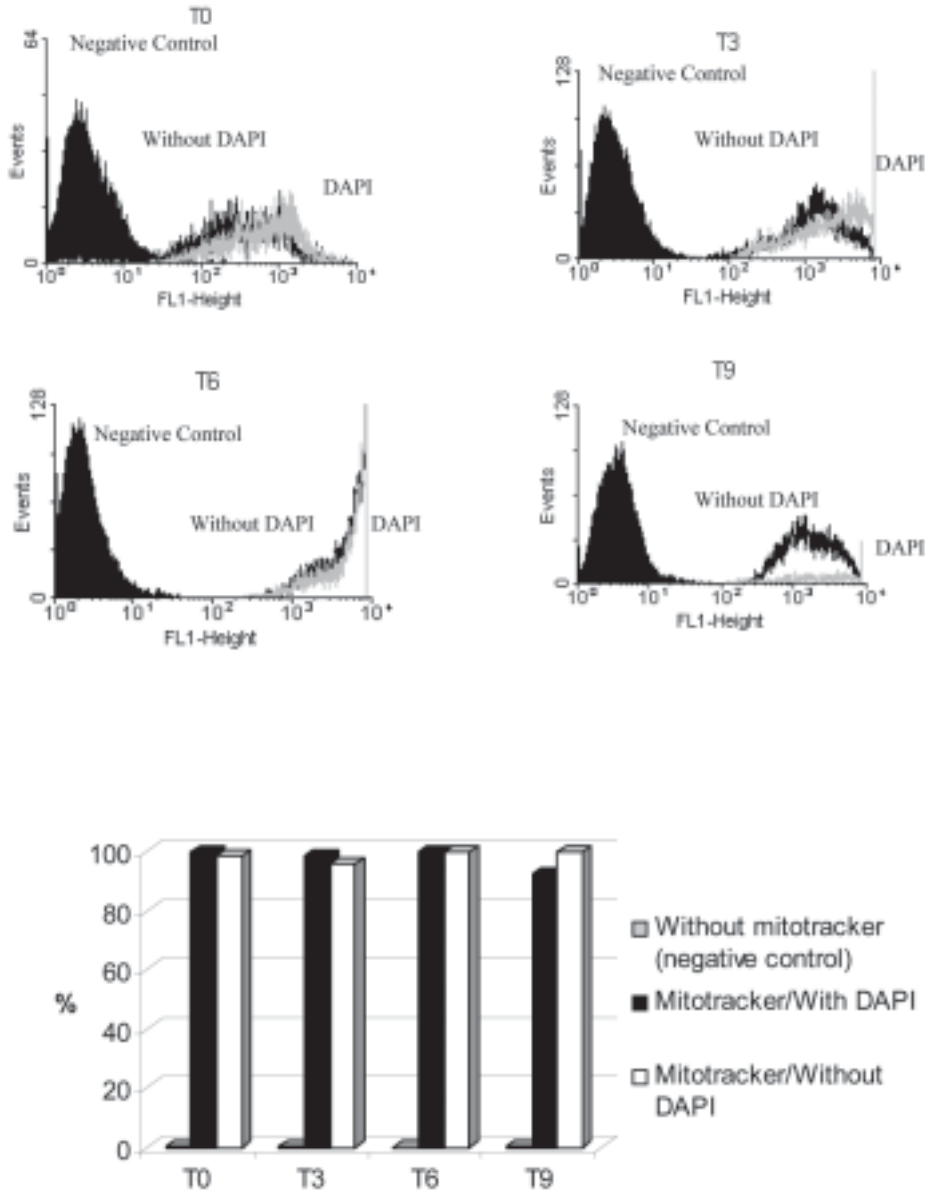 T0
64
Negative Control
Without DAPI
DAPI
Events
0
10⁰ 10¹ 10² 10³ 10⁴
FL1-Height
T3
128
Negative Control
Without DAPI
DAPI
Events
0
10⁰ 10¹ 10² 10³ 10⁴
FL1-Height
T6
128
Negative Control
Without DAPI
DAPI
Events
0
10⁰ 10¹ 10² 10³ 10⁴
FL1-Height
T9
128
Negative Control
Without DAPI
DAPI
Events
0
10⁰ 10¹ 10² 10³ 10⁴
FL1-Height
100
80
60
40
20
0
%
T0 T3 T6 T9
Without mitotracker
(negative control)
Mitotracker/With DAPI
Mitotracker/Without
DAPI